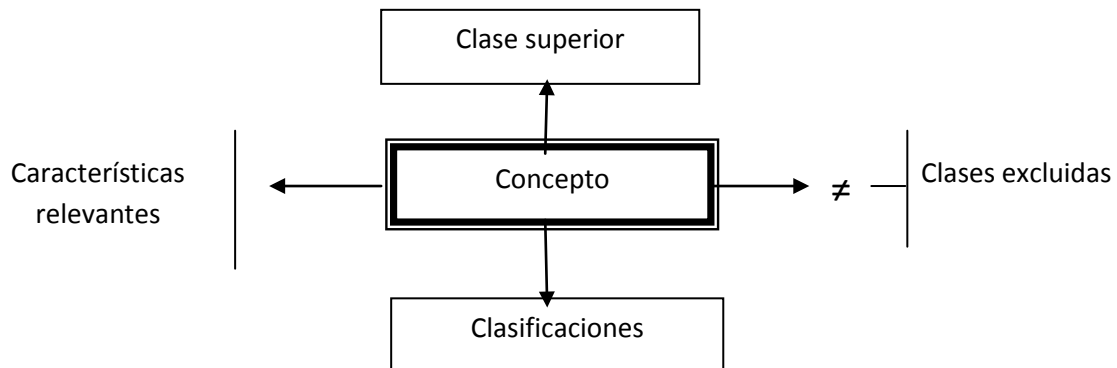 Clase superior
Características
relevantes
Concepto
≠
Clases excluidas
Clasificaciones